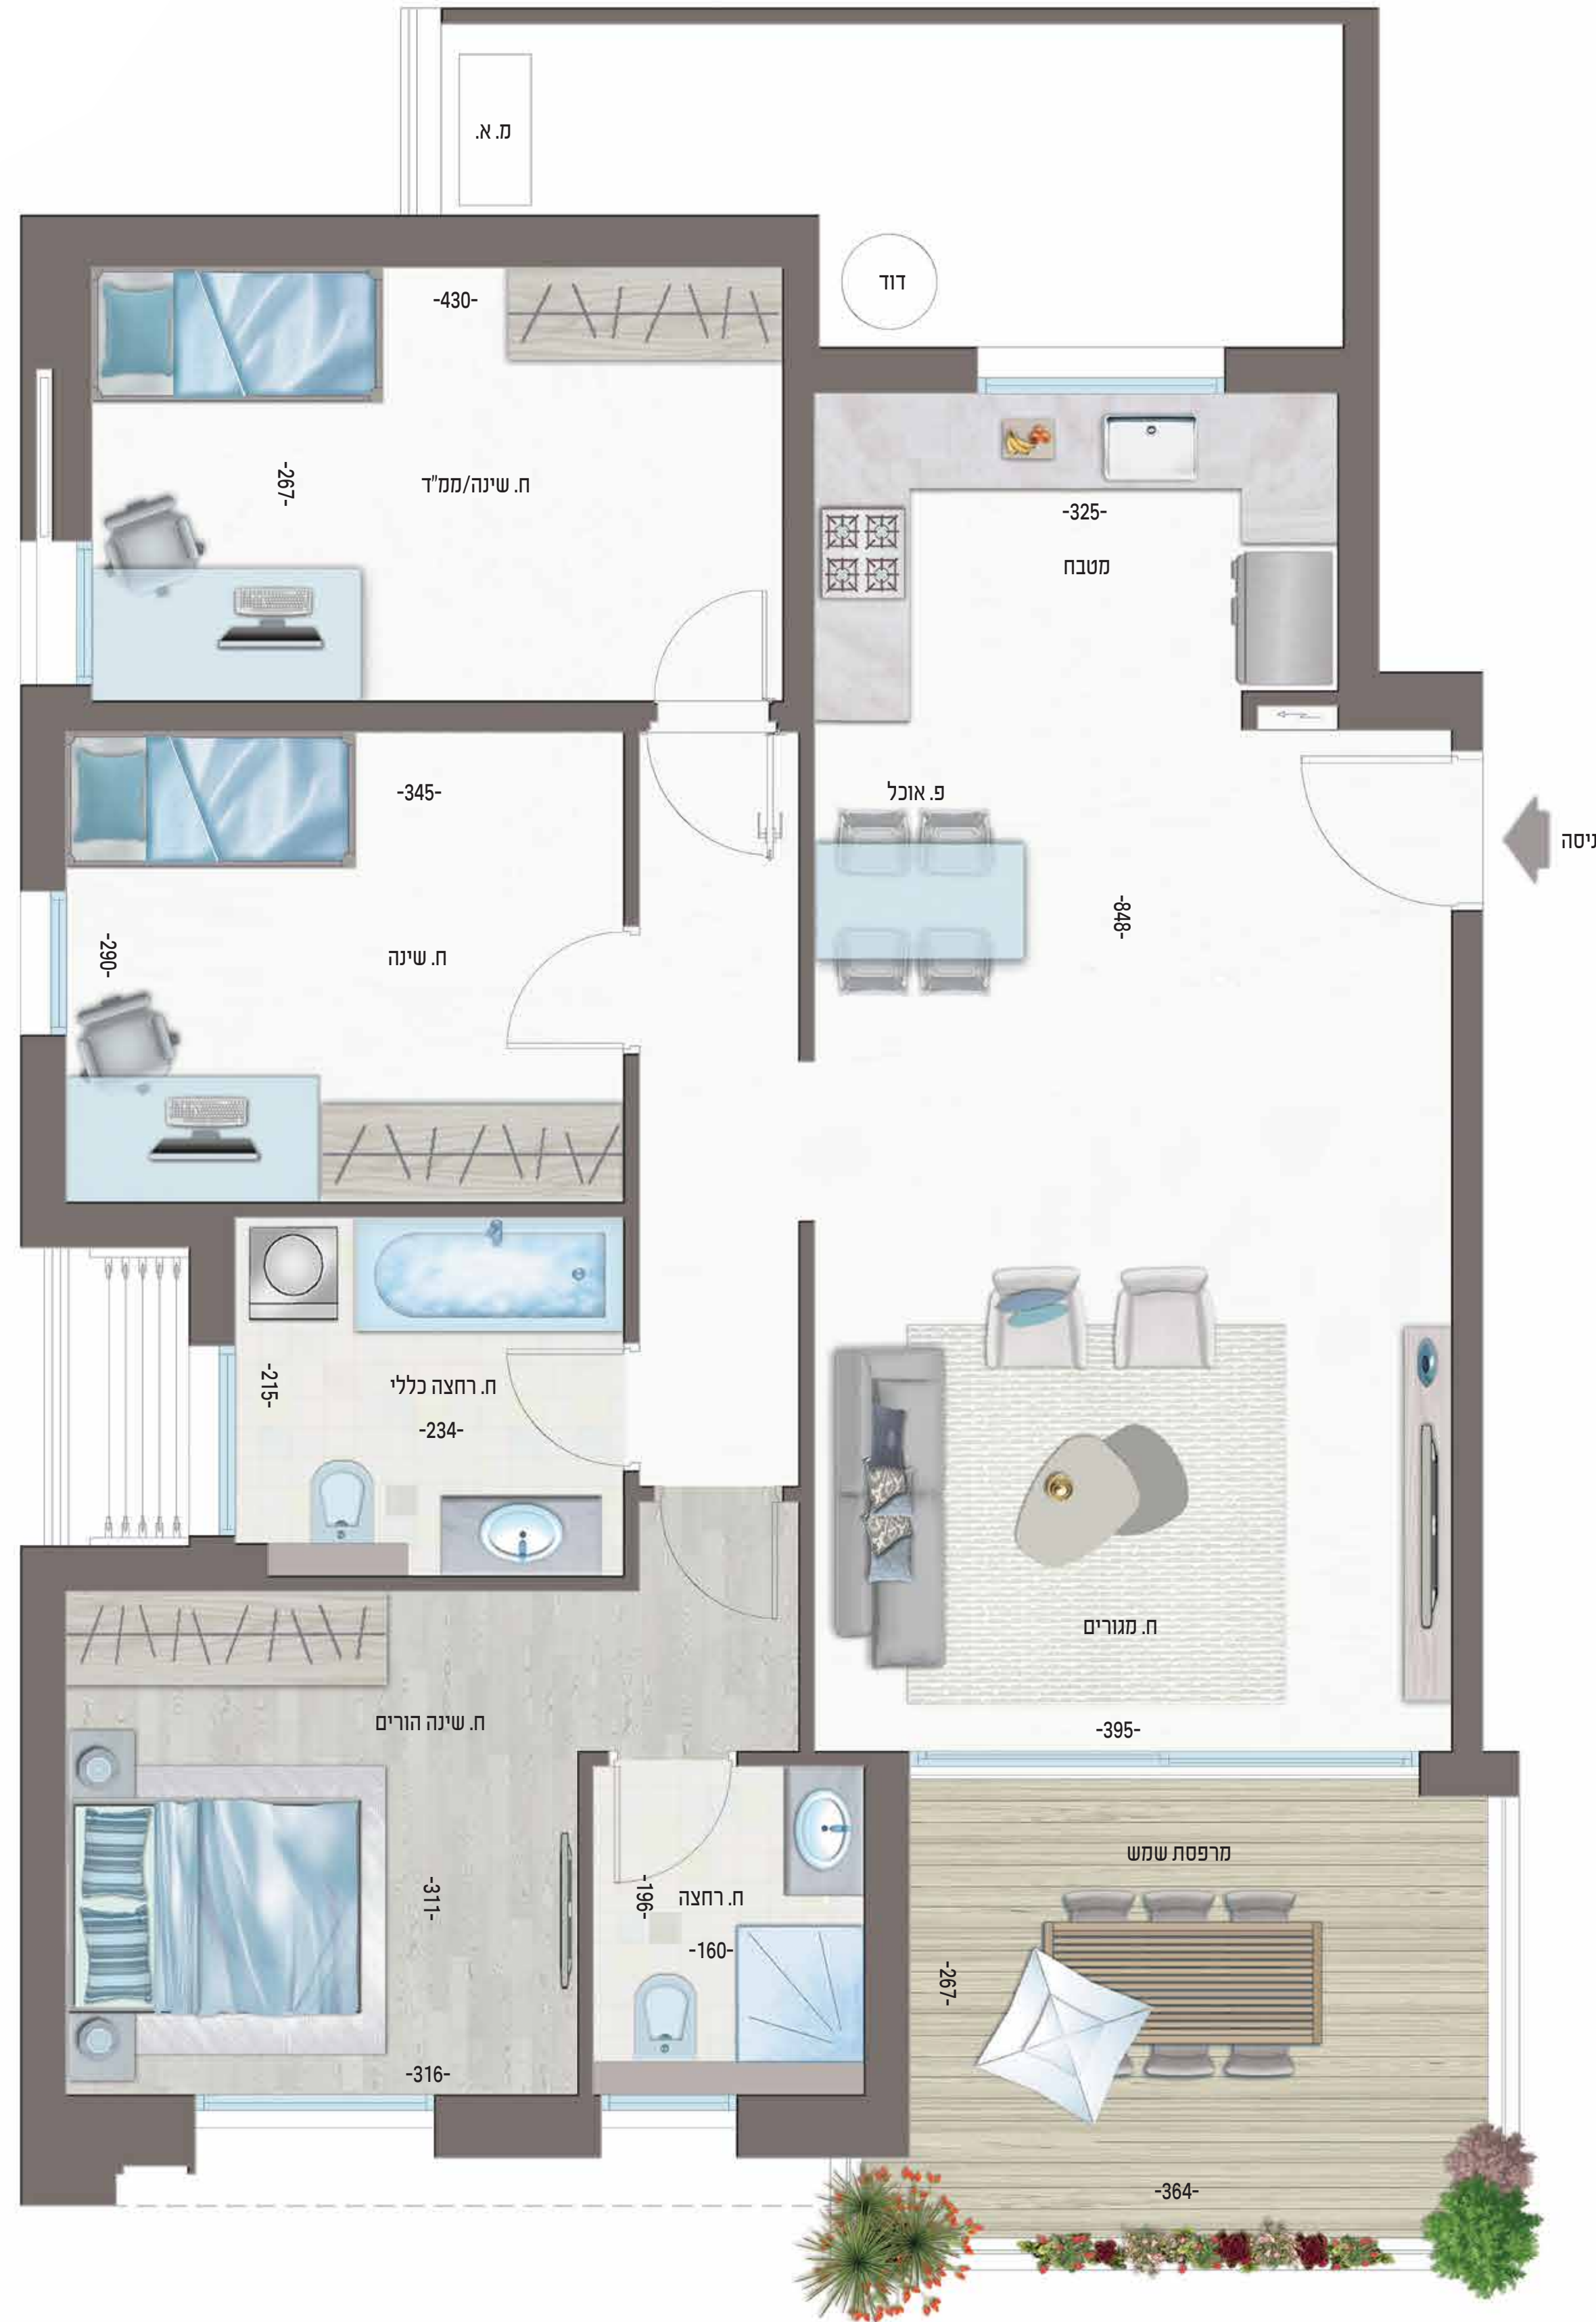 מ. א.
דוד
-430-
-267-
ח. שינה/ממ"ד
-325-
מטבח
-345-
פ. אוכל
ניסה
-848-
-290-
ח. שינה
-215-
ח. רחצה כללי
-234-
ח. מגורים
ח. שינה הורים
-395-
מרפסת שמש
-311-
-196-
ח. רחצה
-160-
-267-
-316-
-364-